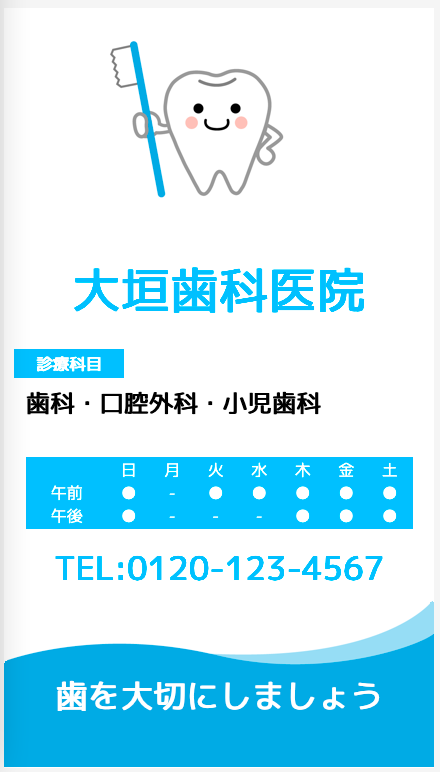 大垣歯科医院
診療科目
歯科・口腔外科・小児歯科
日 月 火 水 木 金 土
午前 ● - ● ● ● ● ●
午後 ● - - - ● ● ●
TEL:0120-123-4567
歯を大切にしましょう